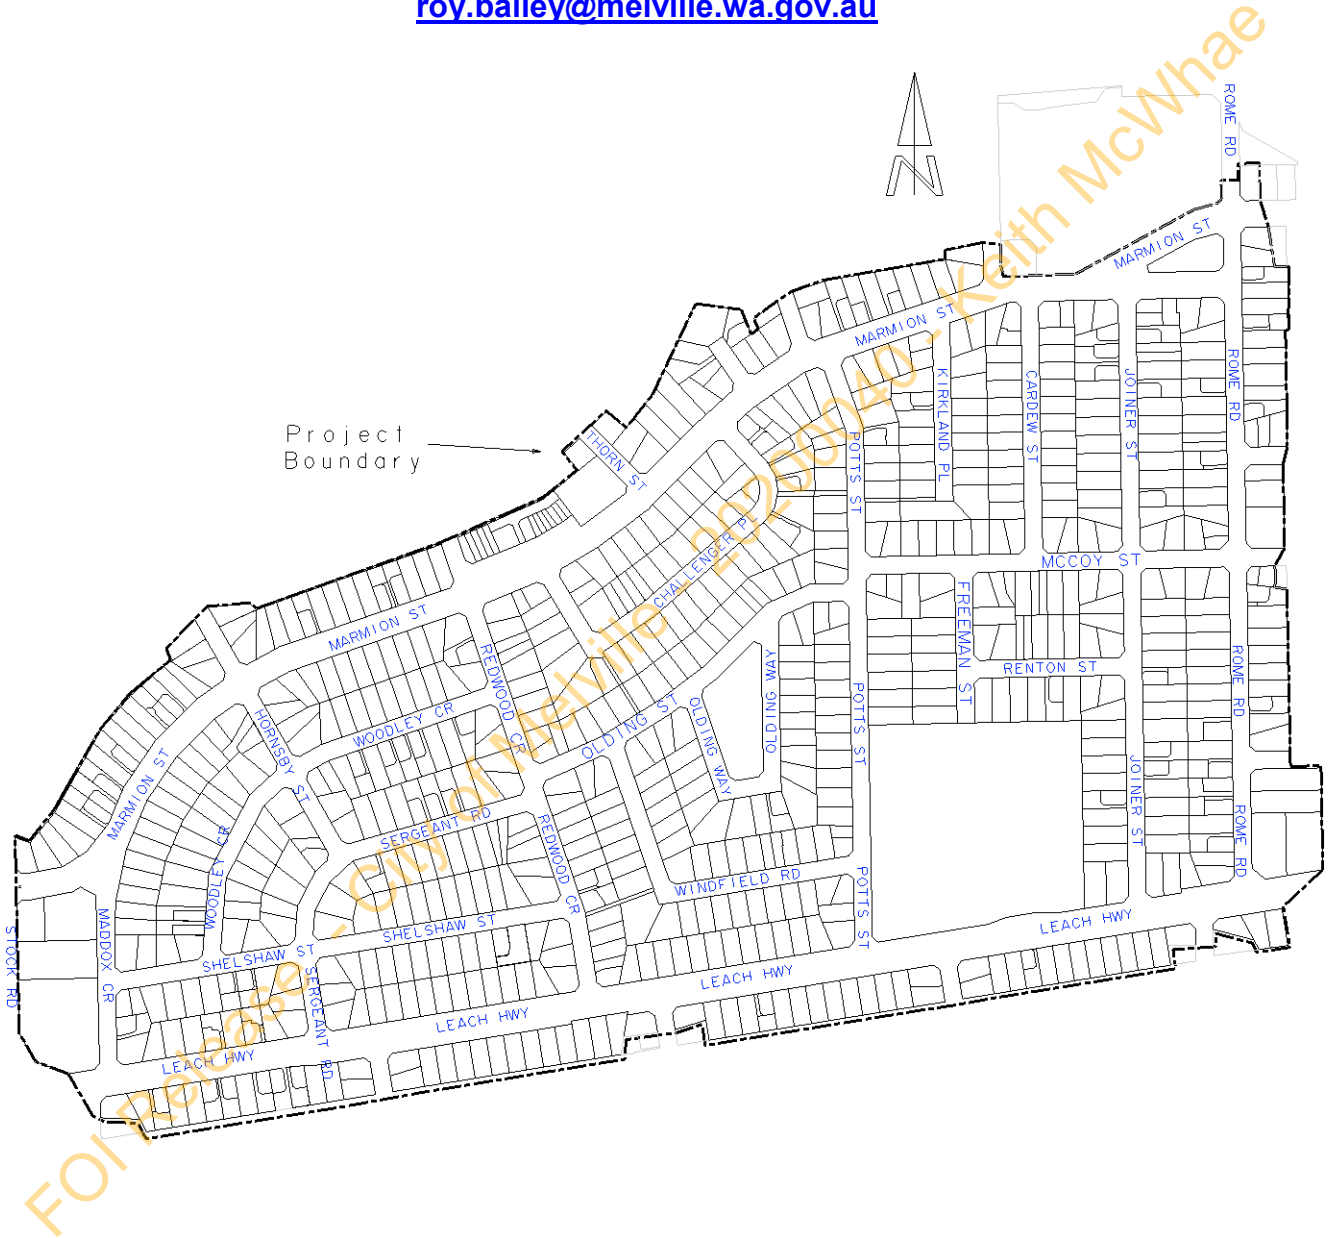 roy.bailey@melville.wa.gov.au
ROME RD
MARMION ST
MARMION ST
Project
Boundary
THORN ST
KIRKLAND PL
CARDEW ST
JOINER ST
ROME RD
POTTS ST
CHALLENGER PL
MCCOY ST
FREEMAN ST
RENTON ST
MARMION ST
REDWOOD CR
OLDING WAY
ROME RD
HORNSBY ST
WOODLEY CR
OLDING ST
OLDING WAY
POTTS ST
MARMION ST
JOINER ST
SERGEANT RD
REDWOOD CR
ROME RD
WOODLEY CR
WINDFIELD RD
POTTS ST
STOCK RD
MADDOX CR
SHELSHAW ST
SHELSHAW ST
LEACH HWY
SERGEANT RD
LEACH HWY
LEACH HWY
LEACH HWY
FOI Release - City of Melville - 20200040 - Keith McWhae